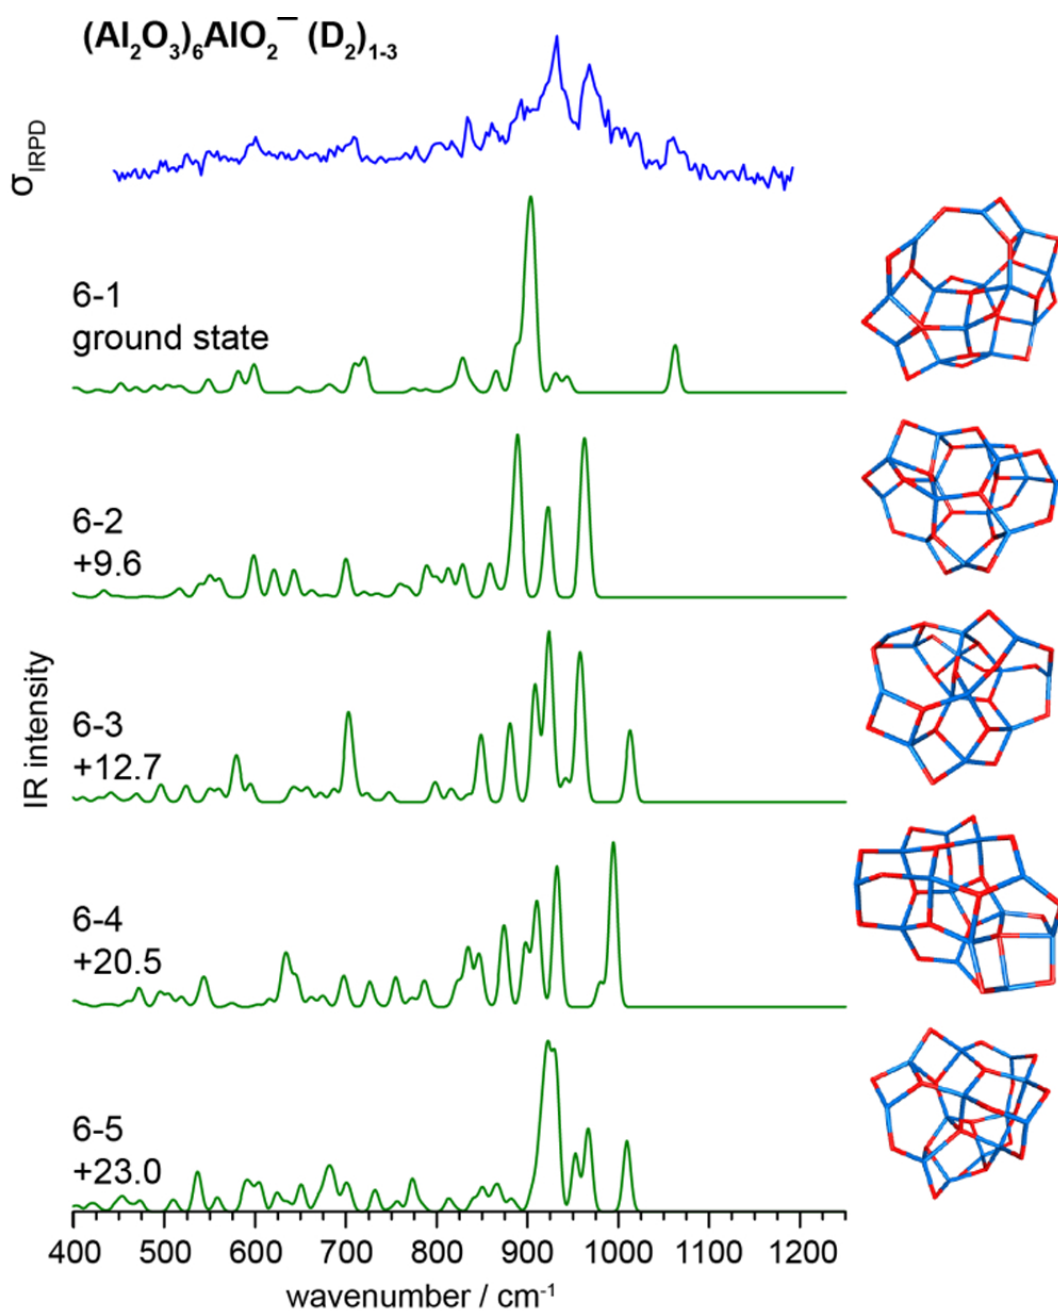 (Al₂O₃)₆AlO₂⁻ (D₂)₁₋₃
σIRPD
6-1
ground state
6-2
+9.6
IR intensity
6-3
+12.7
6-4
+20.5
6-5
+23.0
400 500 600 700 800 900 1000 1100 1200
wavenumber / cm⁻¹